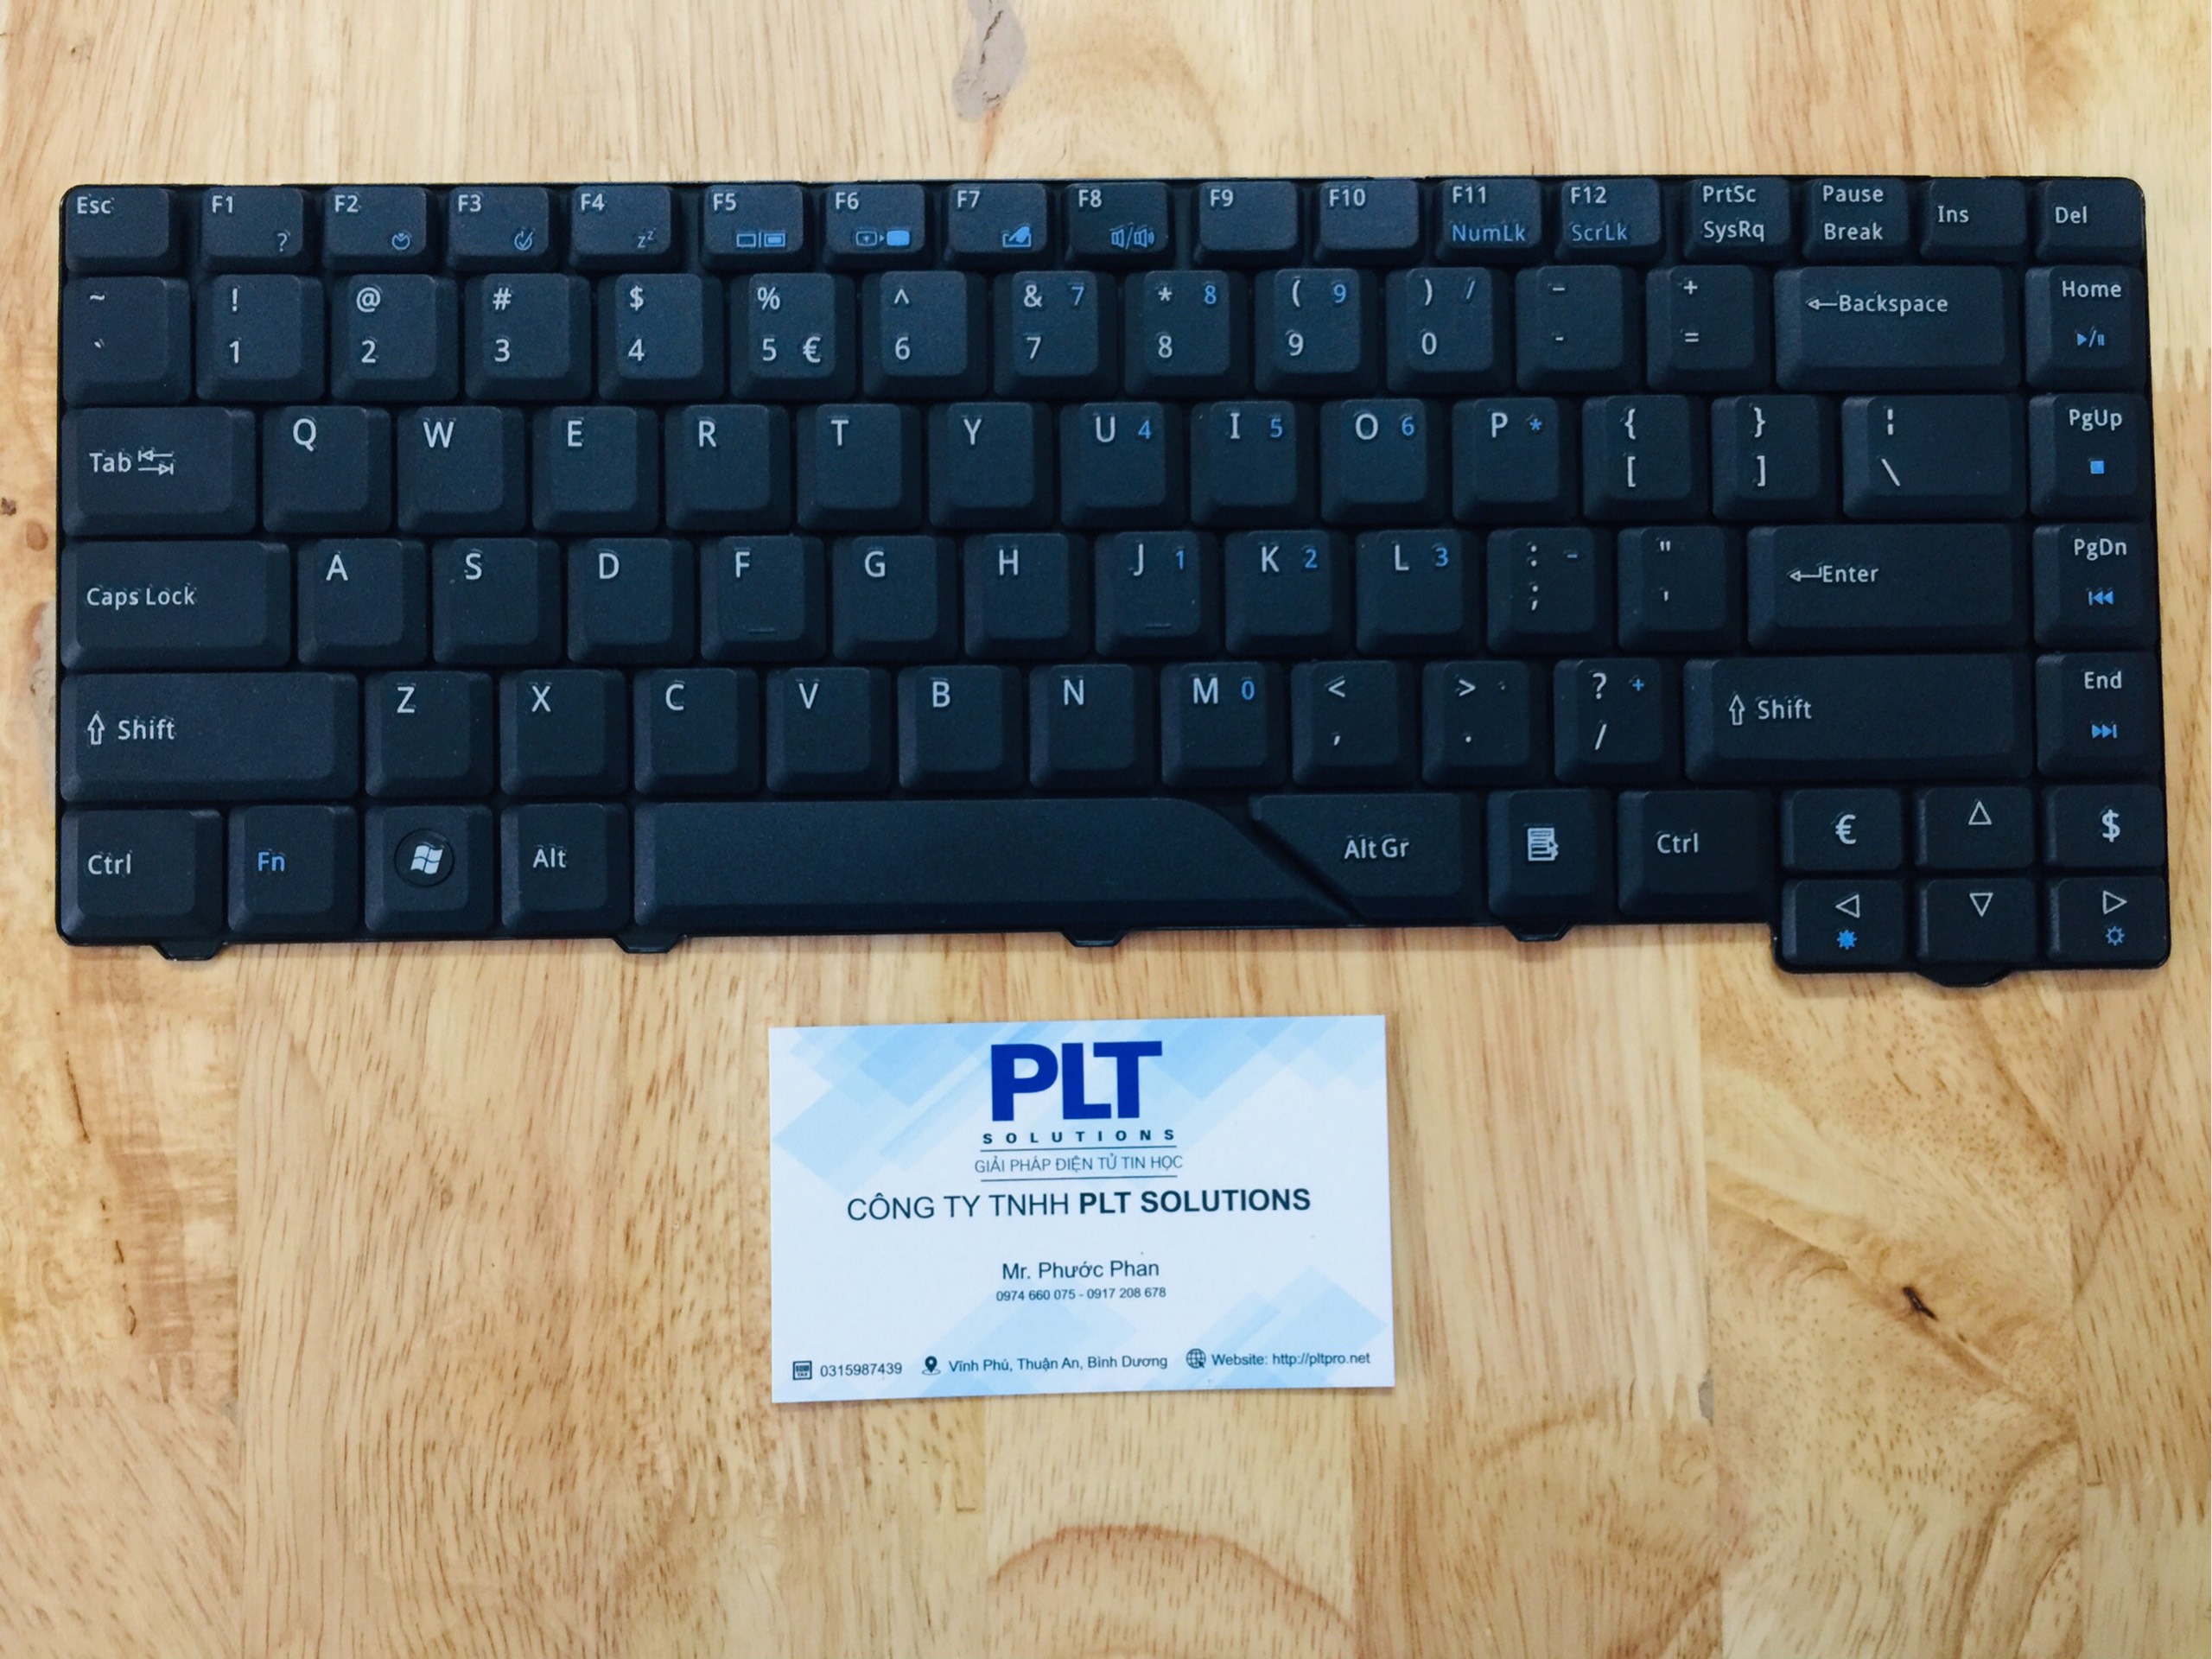 Esc F1 F2 F3 F4 F5 F6 F7 F8 F9 F10 F11 F12 PrtSc Pause Ins Del
? zᶻ NumLk ScrLk SysRq Break
~ ! @ # $ % ^ & 7 * 8 ( 9 ) / _ + ←Backspace Home
` 1 2 3 4 5 € 6 7 8 9 0 - =
Tab Q W E R T Y U 4 I 5 O 6 P * { } ¦ PgUp
[ ] \
Caps Lock A S D F G H J 1 K 2 L 3 : - " Enter PgDn
; '
Shift Z X C V B N M 0 < > . ? + Shift End
, . /
Ctrl Fn Alt Alt Gr Ctrl € $
PLT
SOLUTIONS
GIẢI PHÁP ĐIỆN TỬ TIN HỌC
CÔNG TY TNHH PLT SOLUTIONS
Mr. Phước Phan
0974 660 075 - 0917 208 678
0315987439 Vĩnh Phú, Thuận An, Bình Dương Website: http://pltpro.net